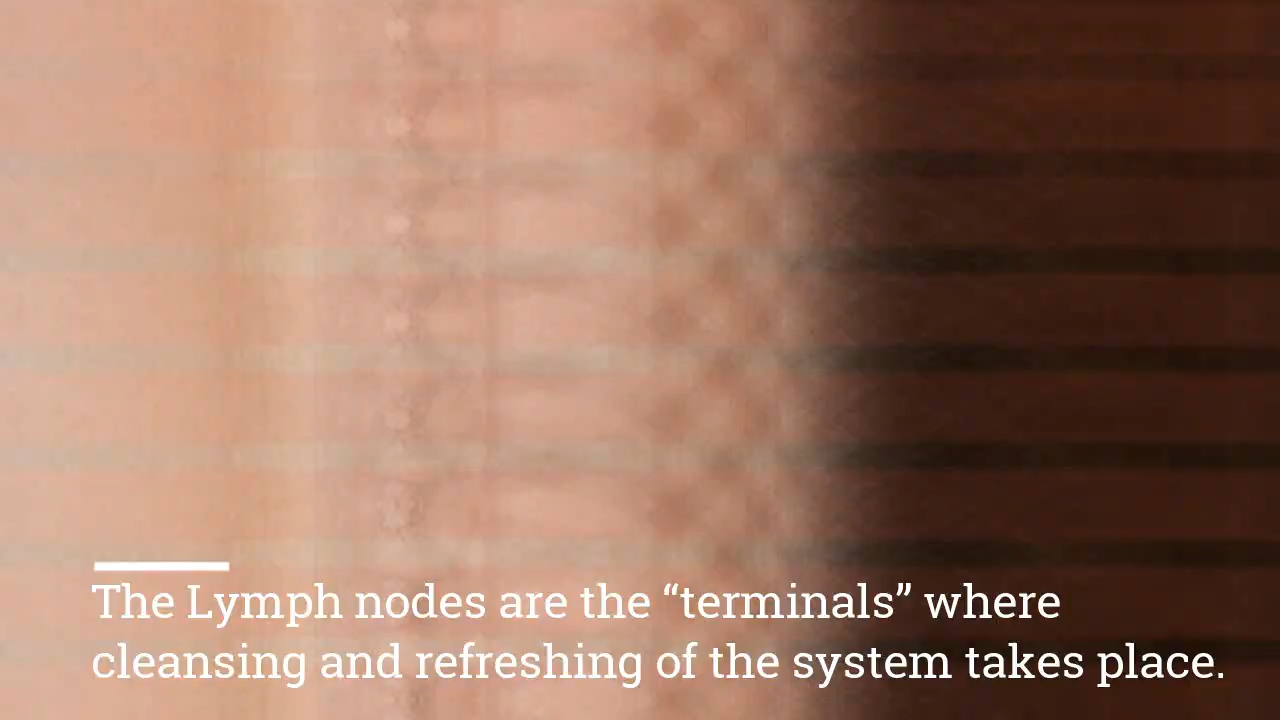 The Lymph nodes are the “terminals” where
cleansing and refreshing of the system takes place.